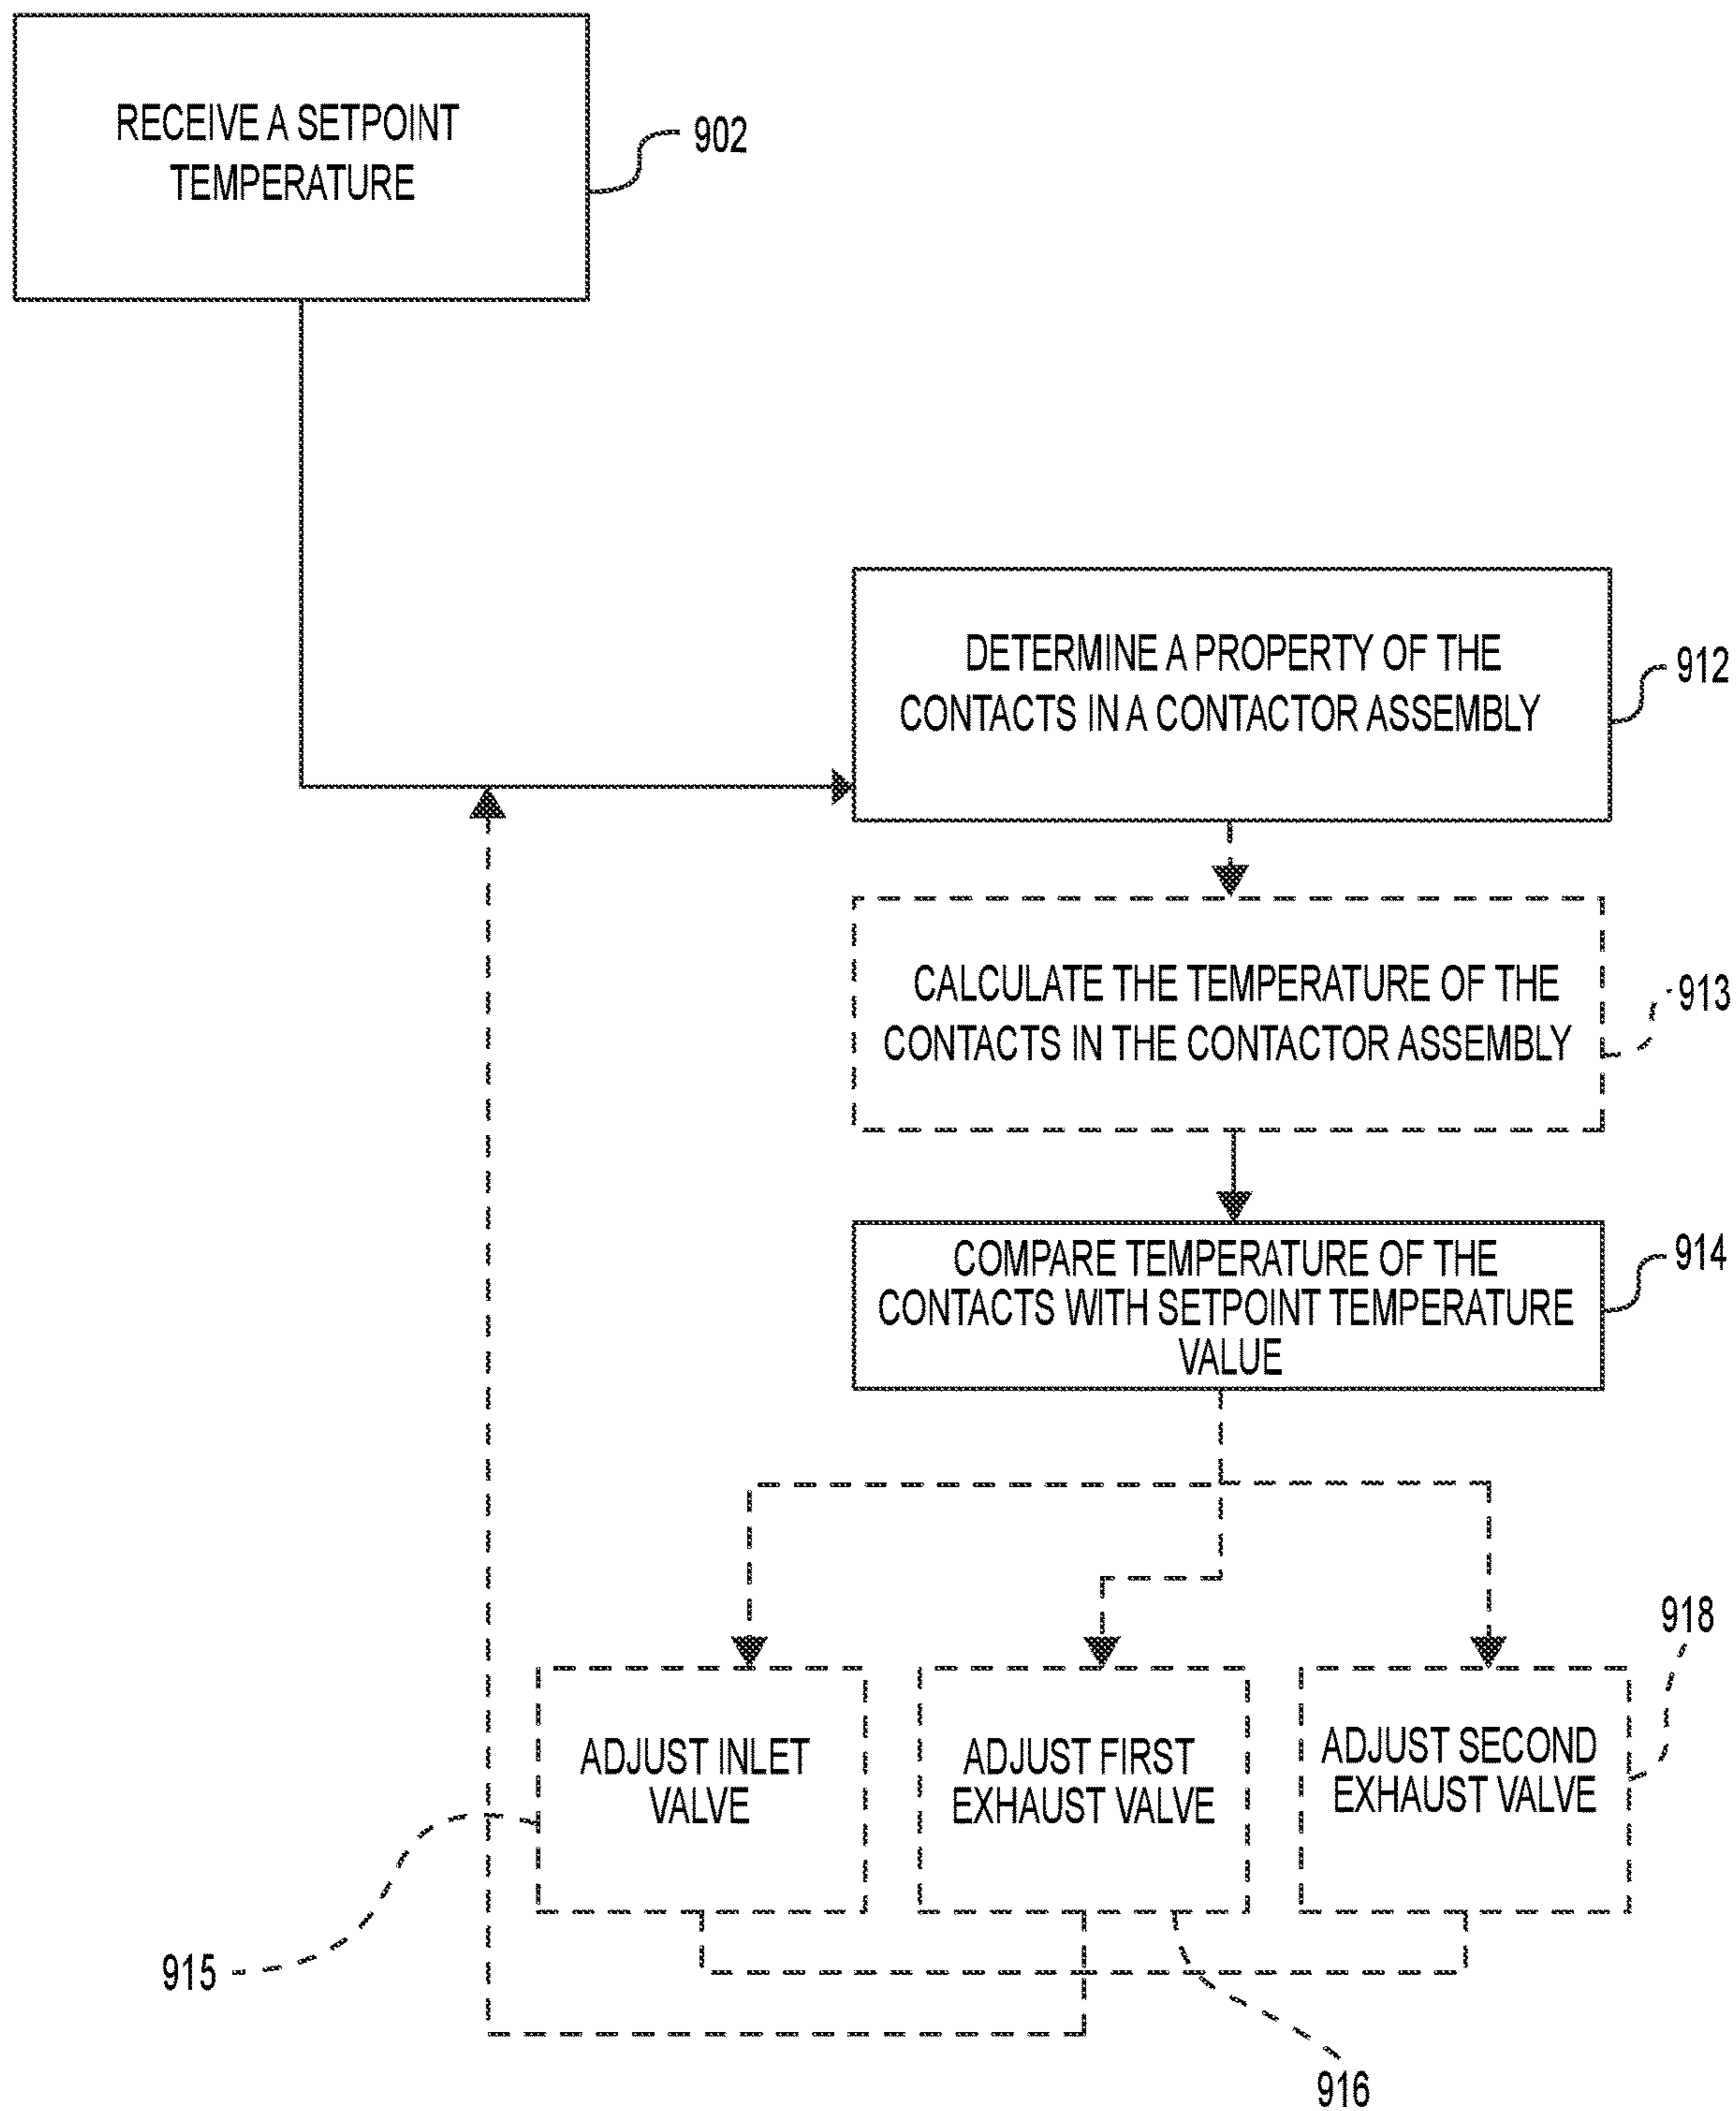 RECEIVE A SETPOINT
TEMPERATURE
902
DETERMINE A PROPERTY OF THE
CONTACTS IN A CONTACTOR ASSEMBLY
912
CALCULATE THE TEMPERATURE OF THE
CONTACTS IN THE CONTACTOR ASSEMBLY
913
COMPARE TEMPERATURE OF THE
CONTACTS WITH SETPOINT TEMPERATURE
VALUE
914
ADJUST INLET
VALVE
915
ADJUST FIRST
EXHAUST VALVE
916
ADJUST SECOND
EXHAUST VALVE
918